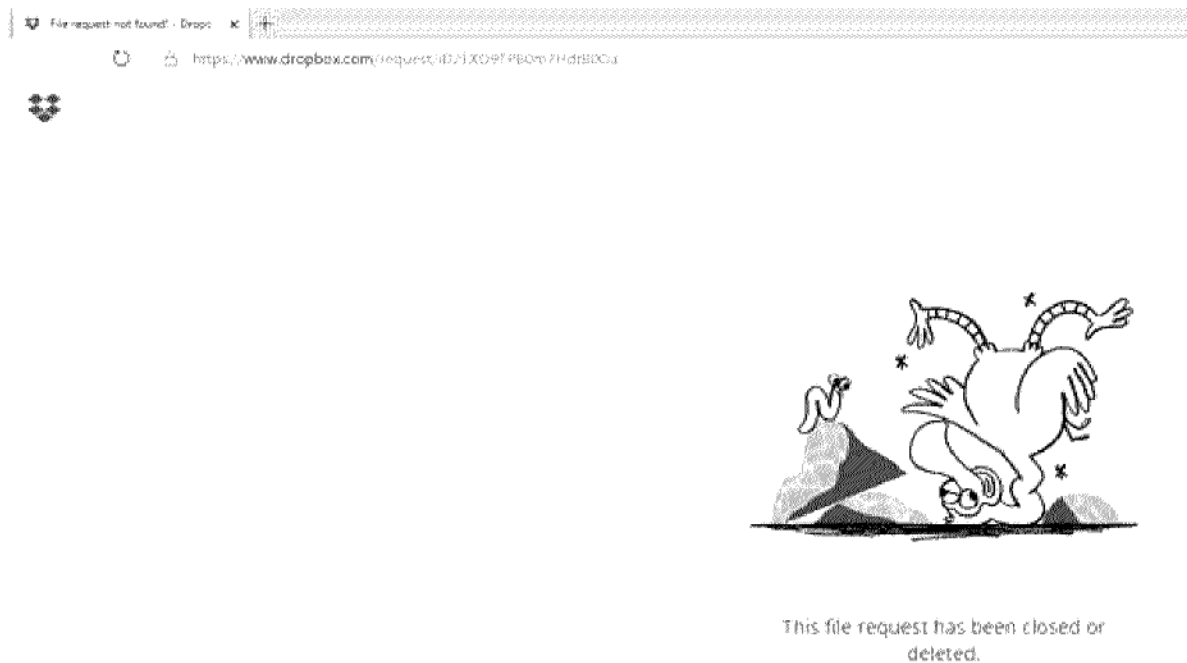 File request not found! - Dropb
https://www.dropbox.com/request/
This file request has been closed or
deleted.